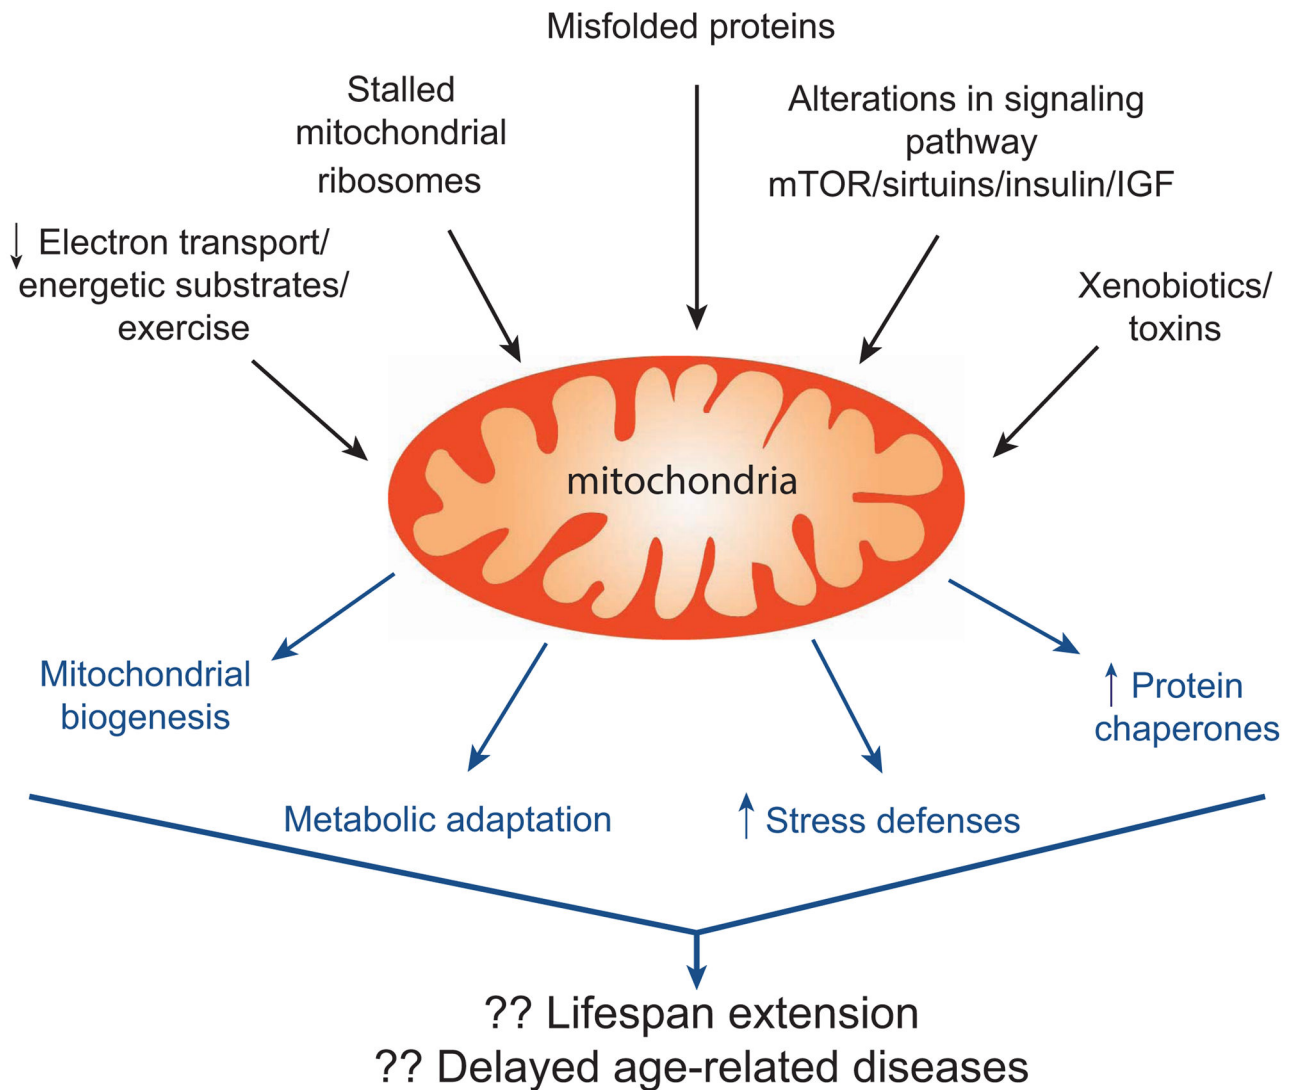 Misfolded proteins
Stalled
mitochondrial
ribosomes
Alterations in signaling
pathway
mTOR/sirtuins/insulin/IGF
↓ Electron transport/
energetic substrates/
exercise
Xenobiotics/
toxins
mitochondria
Mitochondrial
biogenesis
↑ Protein
chaperones
Metabolic adaptation
↑ Stress defenses
?? Lifespan extension
?? Delayed age-related diseases